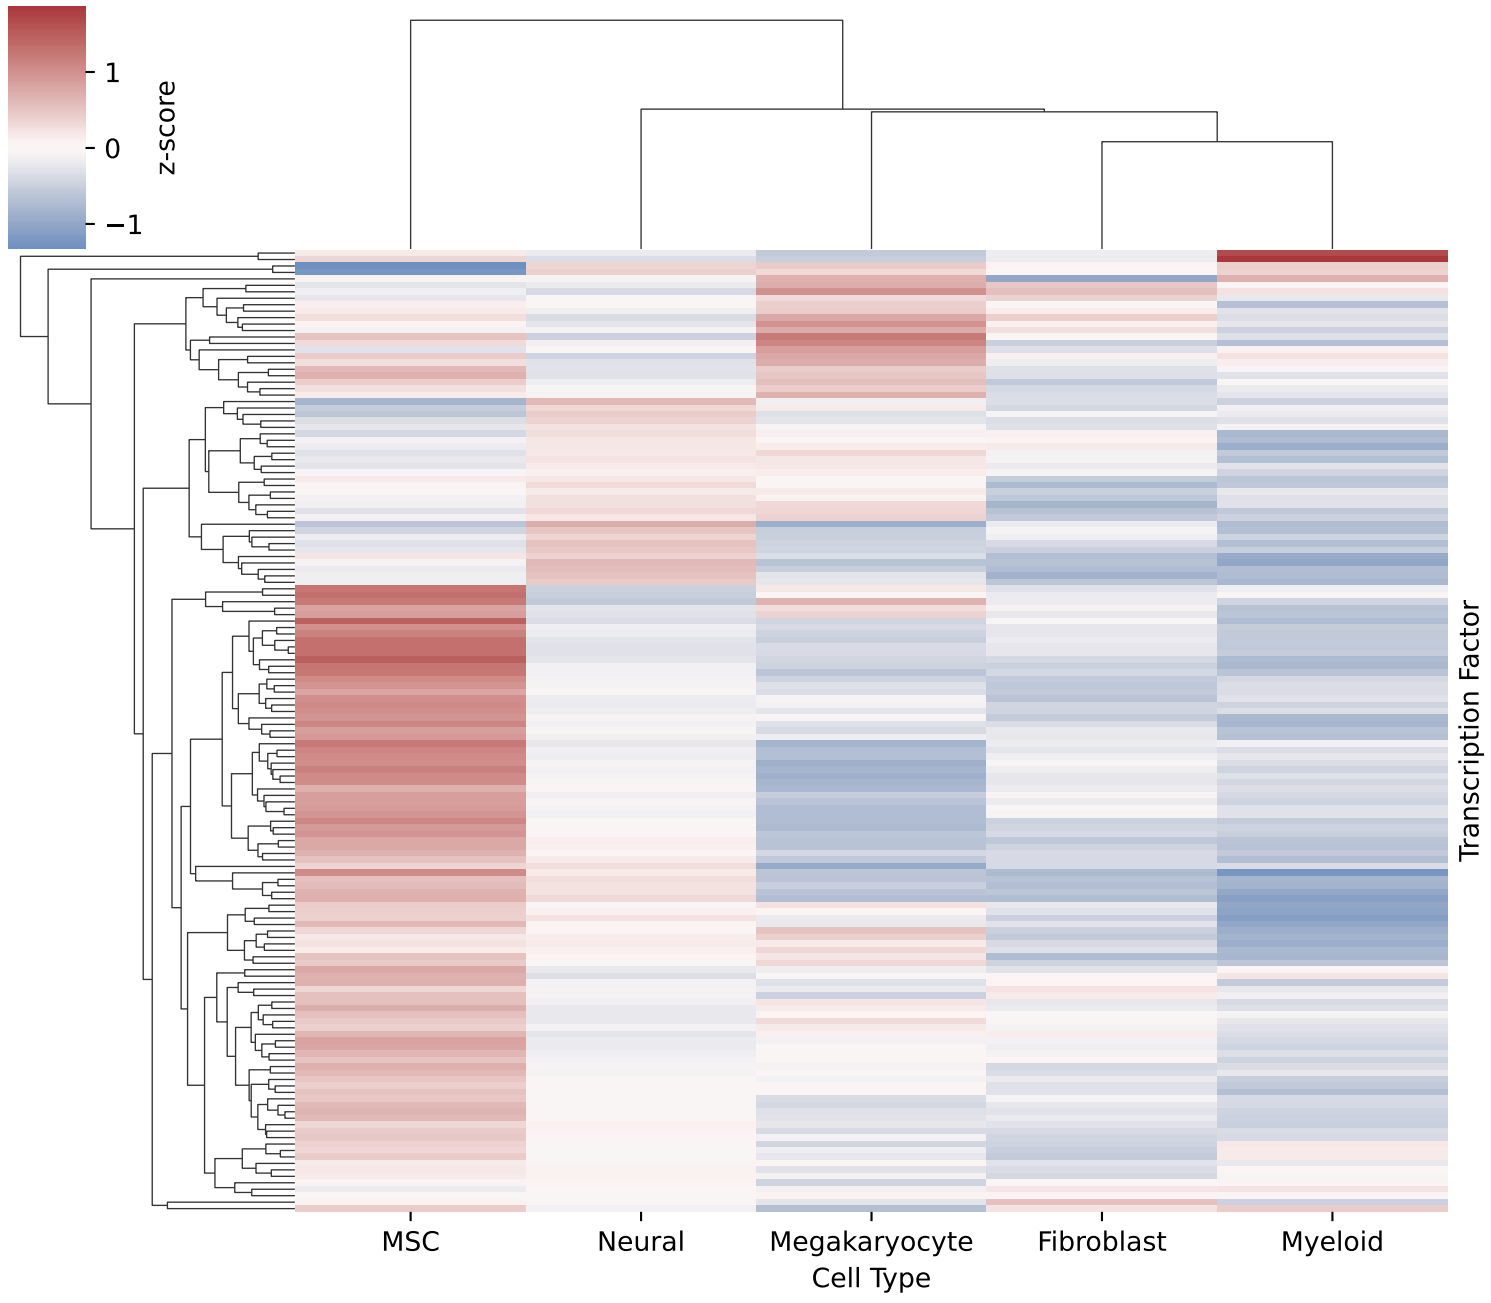 1
0
−1
z-score
Transcription Factor
MSC
Neural
Megakaryocyte
Fibroblast
Myeloid
Cell Type